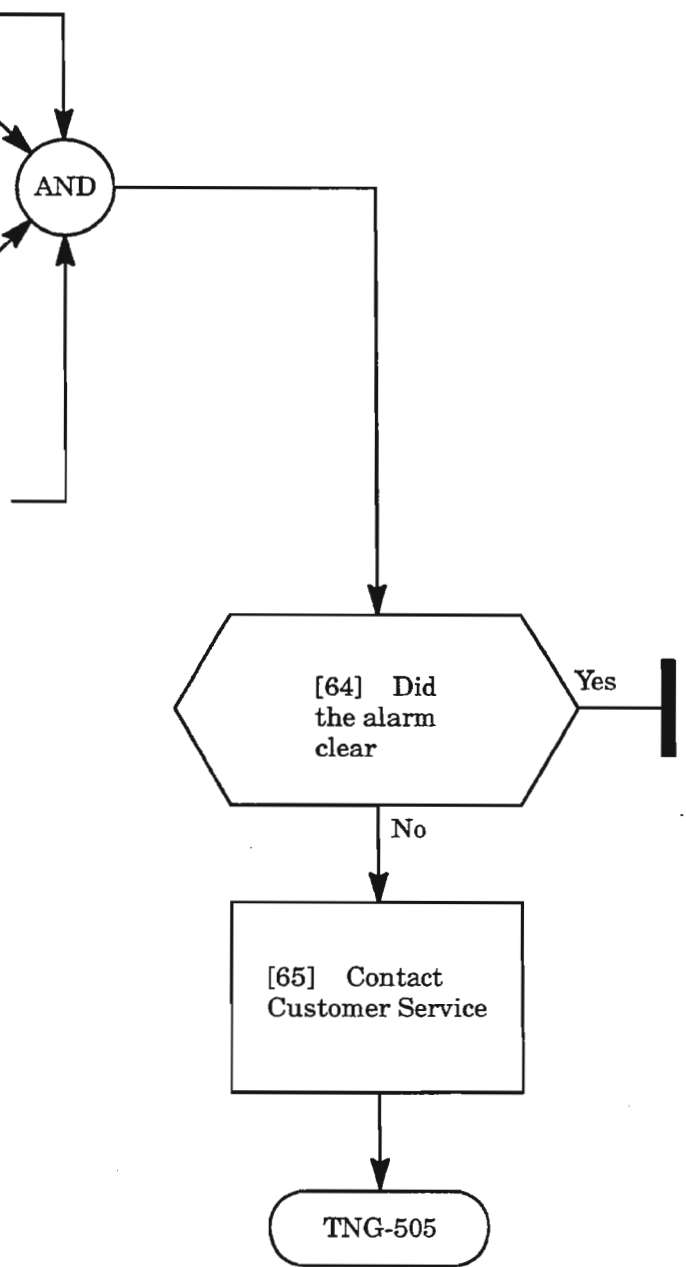 AND
[64] Did
the alarm
clear
Yes
No
[65] Contact
Customer Service
TNG-505